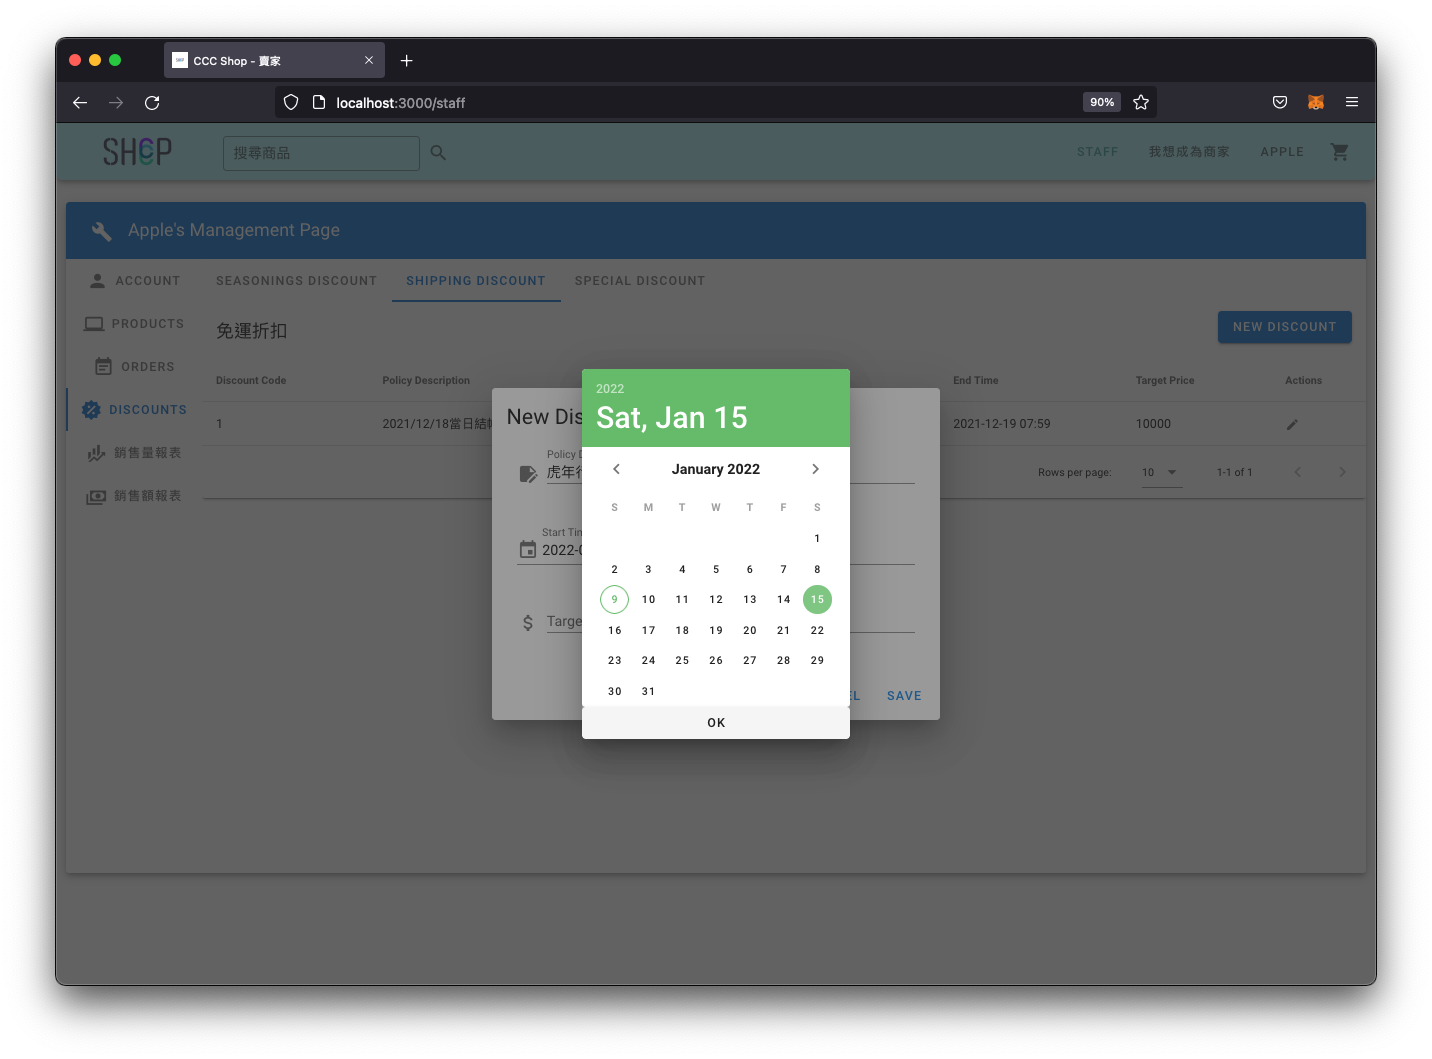 CCC Shop - 賣家
localhost:3000/staff
90%
SHCP
搜尋商品
STAFF
我想成為商家
APPLE
Apple's Management Page
ACCOUNT
PRODUCTS
ORDERS
DISCOUNTS
銷售量報表
銷售額報表
SEASONINGS DISCOUNT
SHIPPING DISCOUNT
SPECIAL DISCOUNT
免運折扣
NEW DISCOUNT
Discount Code
Policy Description
End Time
Target Price
Actions
1
2021/12/18當日結
2021-12-19 07:59
10000
Rows per page:
10
1-1 of 1
New Dis
Policy D
虎年
Start Tim
2022-0
$
Targe
EL
SAVE
2022
Sat, Jan 15
January 2022
S M T W T F S
1
2 3 4 5 6 7 8
9 10 11 12 13 14 15
16 17 18 19 20 21 22
23 24 25 26 27 28 29
30 31
OK